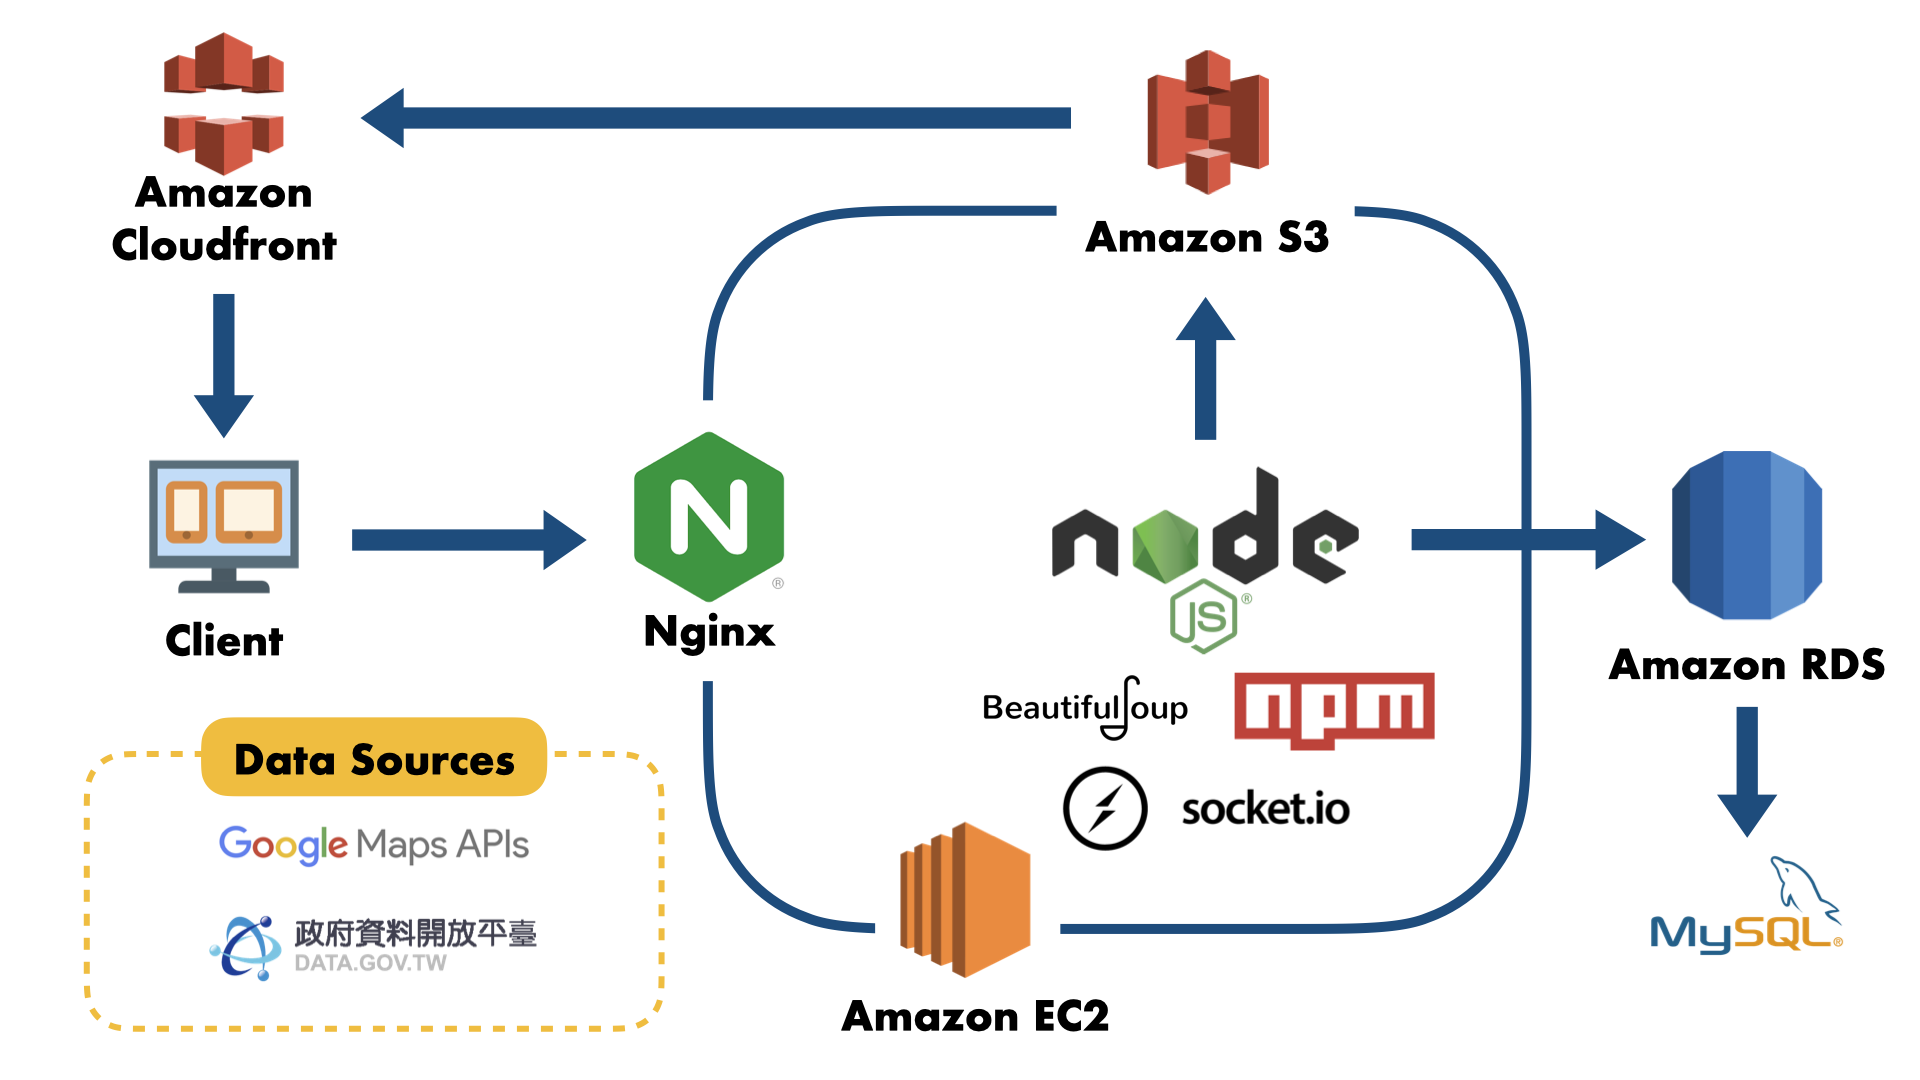 Amazon
Cloudfront
Amazon S3
Client
N
®
Nginx
node
JS®
Amazon RDS
BeautifulSoup
npm
socket.io
Data Sources
Google Maps APIs
政府資料開放平臺
DATA.GOV.TW
MySQL®
Amazon EC2